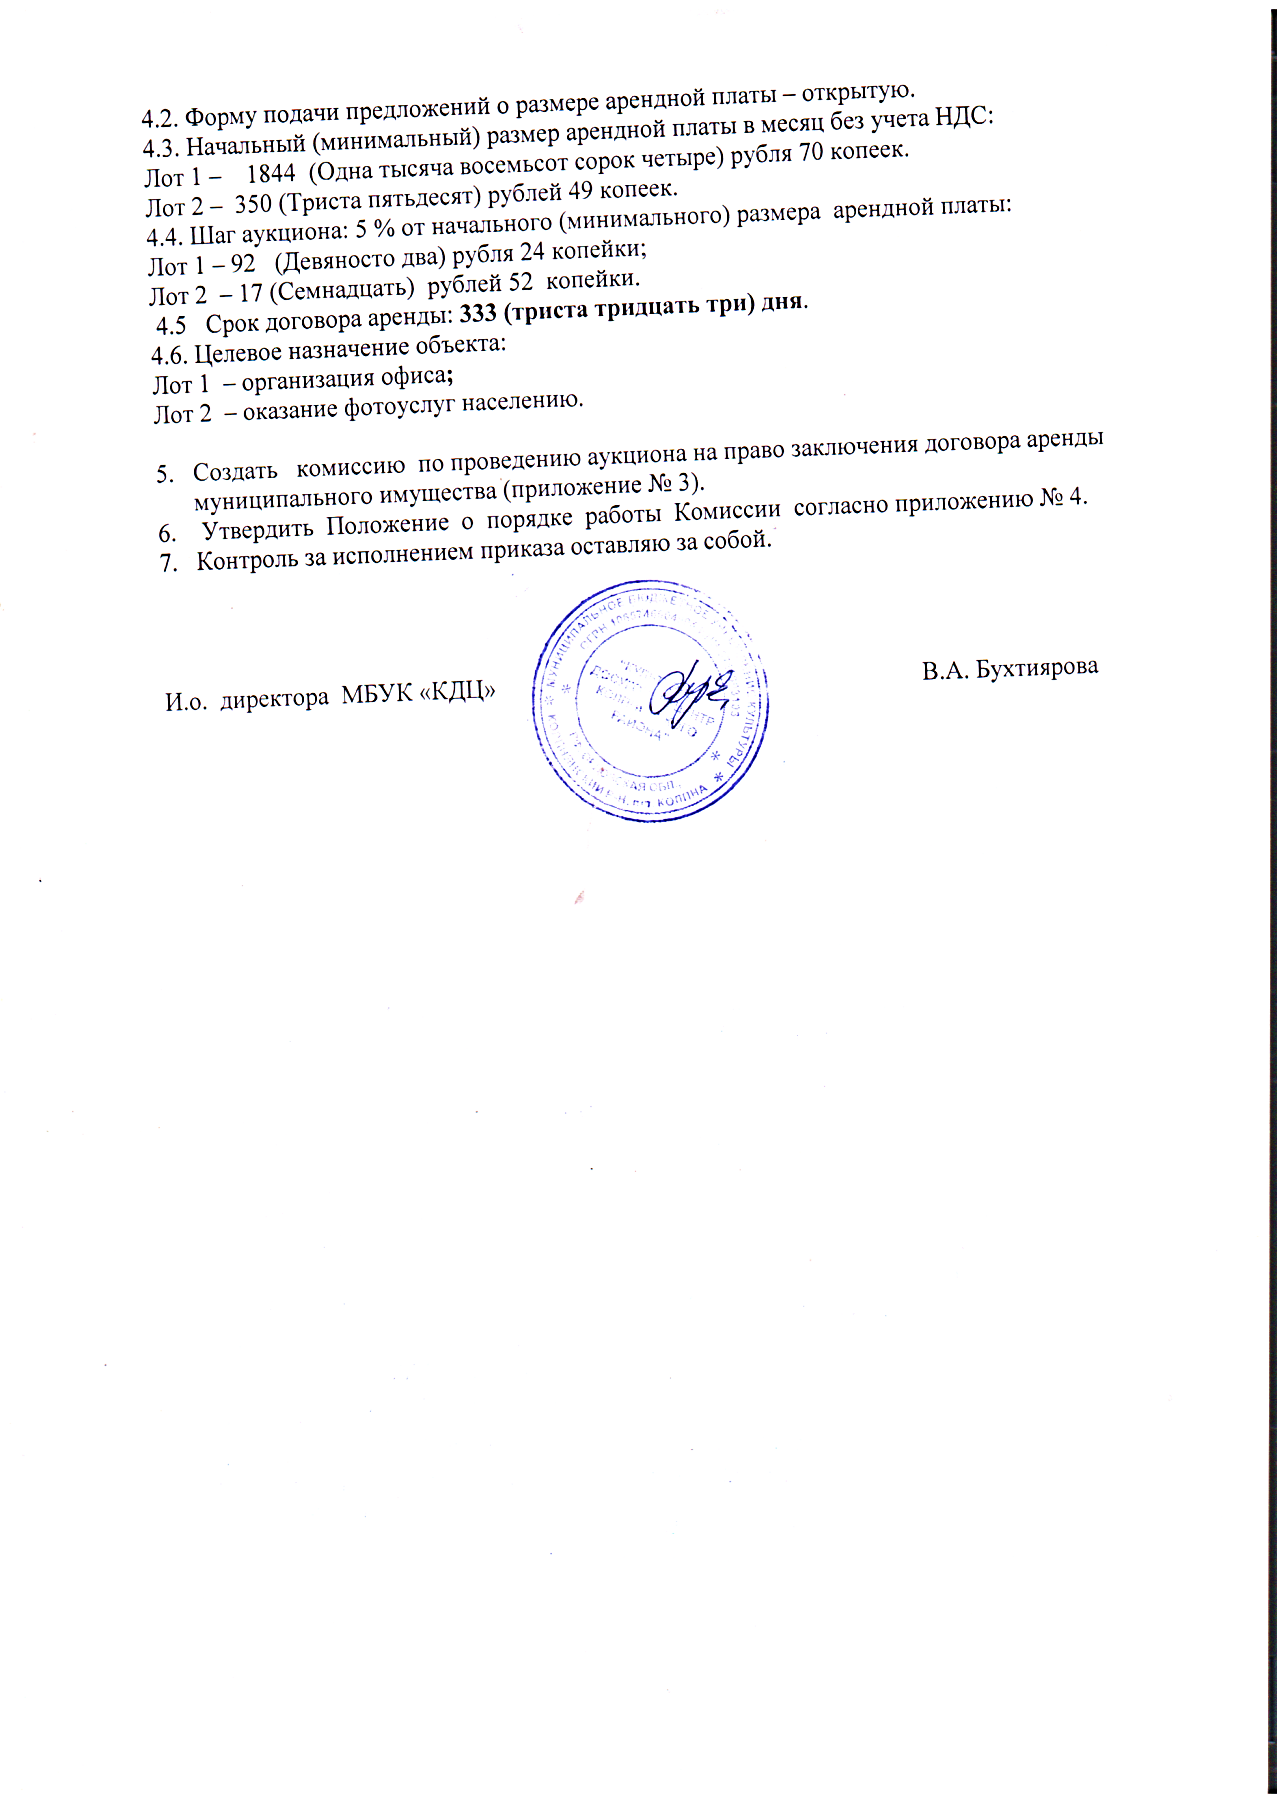 4.2. Форму подачи предложений о размере арендной платы – открытую.
4.3. Начальный (минимальный) размер арендной платы в месяц без учета НДС:
Лот 1 – 1844 (Одна тысяча восемьсот сорок четыре) рубля 70 копеек.
Лот 2 – 350 (Триста пятьдесят) рублей 49 копеек.
4.4. Шаг аукциона: 5 % от начального (минимального) размера арендной платы:
Лот 1 – 92 (Девяносто два) рубля 24 копейки;
Лот 2 – 17 (Семнадцать) рублей 52 копейки.
4.5 Срок договора аренды: 333 (триста тридцать три) дня.
4.6. Целевое назначение объекта:
Лот 1 – организация офиса;
Лот 2 – оказание фотоуслуг населению.
5. Создать комиссию по проведению аукциона на право заключения договора аренды
муниципального имущества (приложение № 3).
6. Утвердить Положение о порядке работы Комиссии согласно приложению № 4.
7. Контроль за исполнением приказа оставляю за собой.
И.о. директора МБУК «КДЦ» В.А. Бухтиярова
МУНИЦИПАЛЬНОЕ КУЛЬТУРЫ
ОГРН